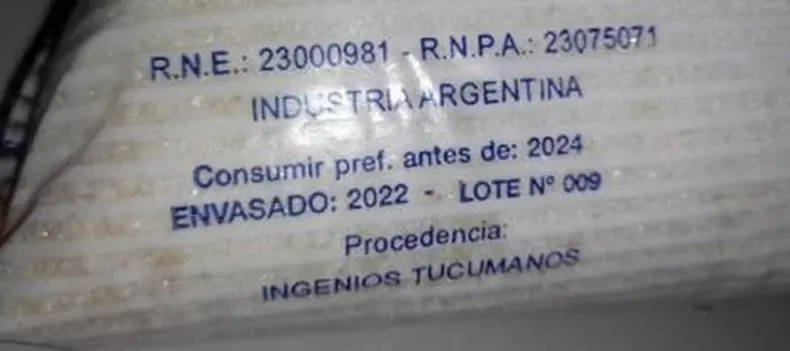 R.N.E.: 23000981 - R.N.P.A.: 23075071
INDUSTRIA ARGENTINA
Consumir pref. antes de: 2024
ENVASADO: 2022 - LOTE Nº 009
Procedencia:
INGENIOS TUCUMANOS